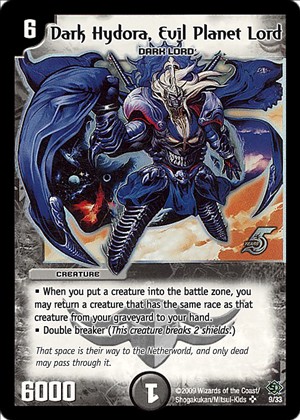 6 Dark Hydora, Evil Planet Lord
DARK LORD
5
YEARS
CREATURE
• When you put a creature into the battle zone, you
may return a creature that has the same race as that
creature from your graveyard to your hand.
• Double breaker (This creature breaks 2 shields.)
That space is their way to the Netherworld, and only dead
may pass through it.
6000
1
©2009 Wizards of the Coast/
Shogakukan/Mitsui-Kids
9/33